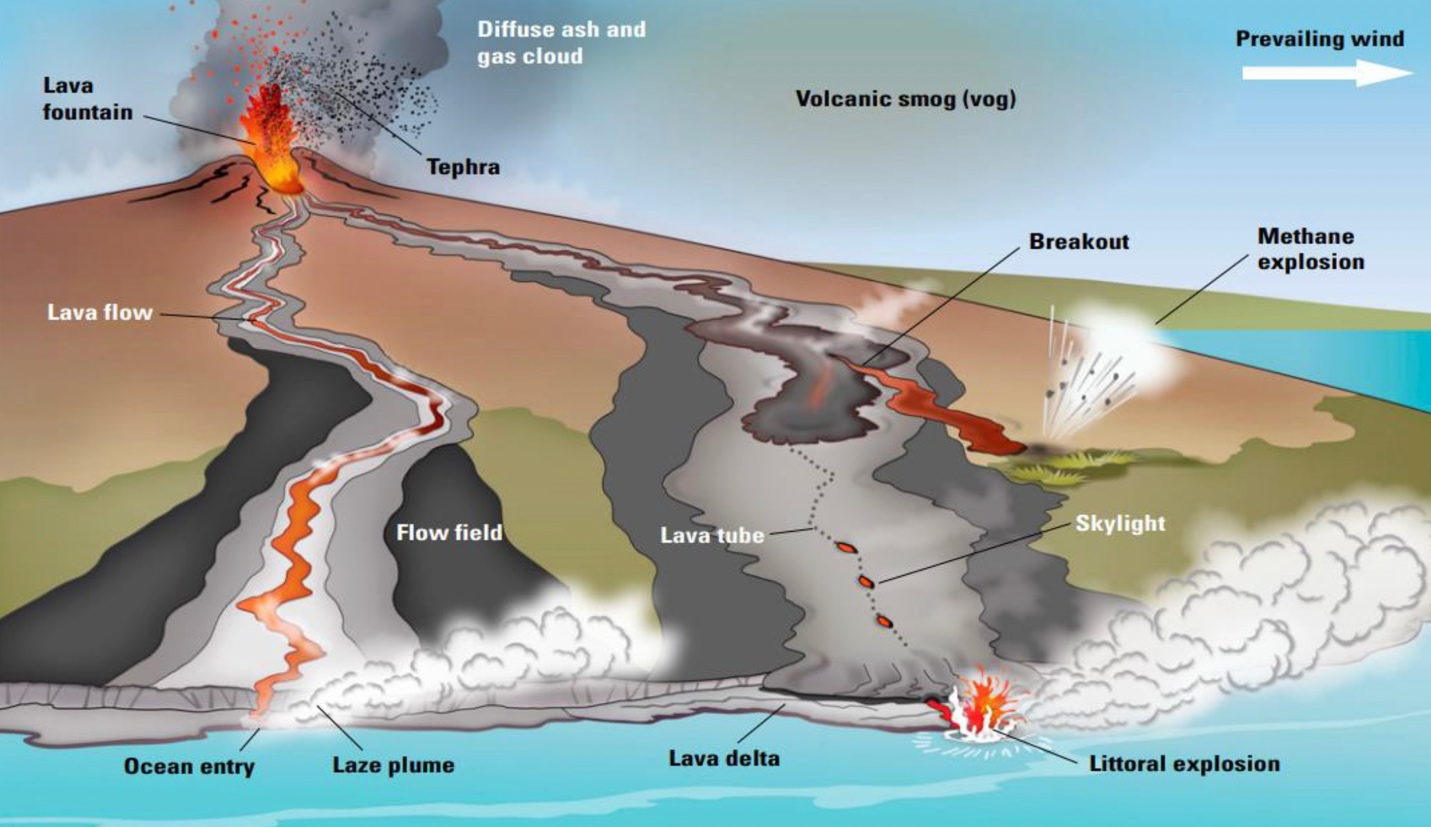 Diffuse ash and
gas cloud
Prevailing wind
Lava
fountain
Volcanic smog (vog)
Tephra
Breakout
Methane
explosion
Lava flow
Flow field
Lava tube
Skylight
Ocean entry
Laze plume
Lava delta
Littoral explosion